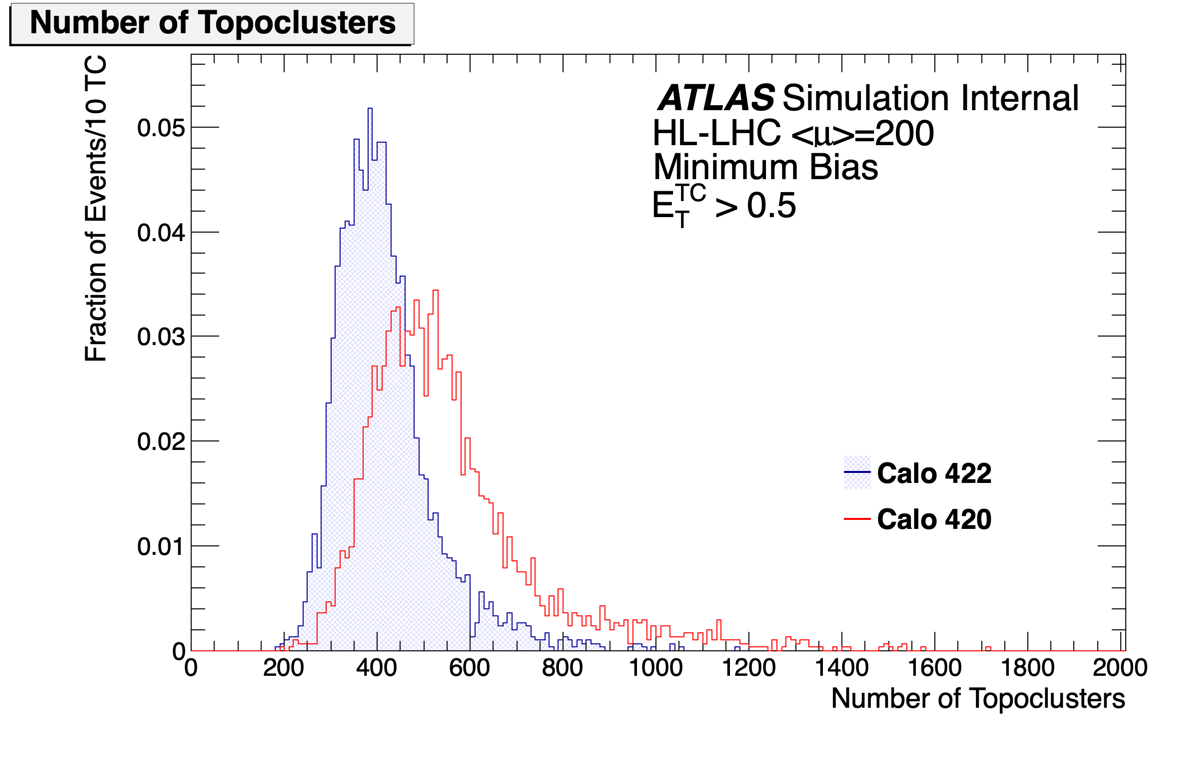 Number of Topoclusters
Fraction of Events/10 TC
ATLAS Simulation Internal
HL-LHC <μ>=200
Minimum Bias
E_T^TC > 0.5
0.05
0.04
0.03
0.02
0.01
0
Calo 422
Calo 420
0 200 400 600 800 1000 1200 1400 1600 1800 2000
Number of Topoclusters